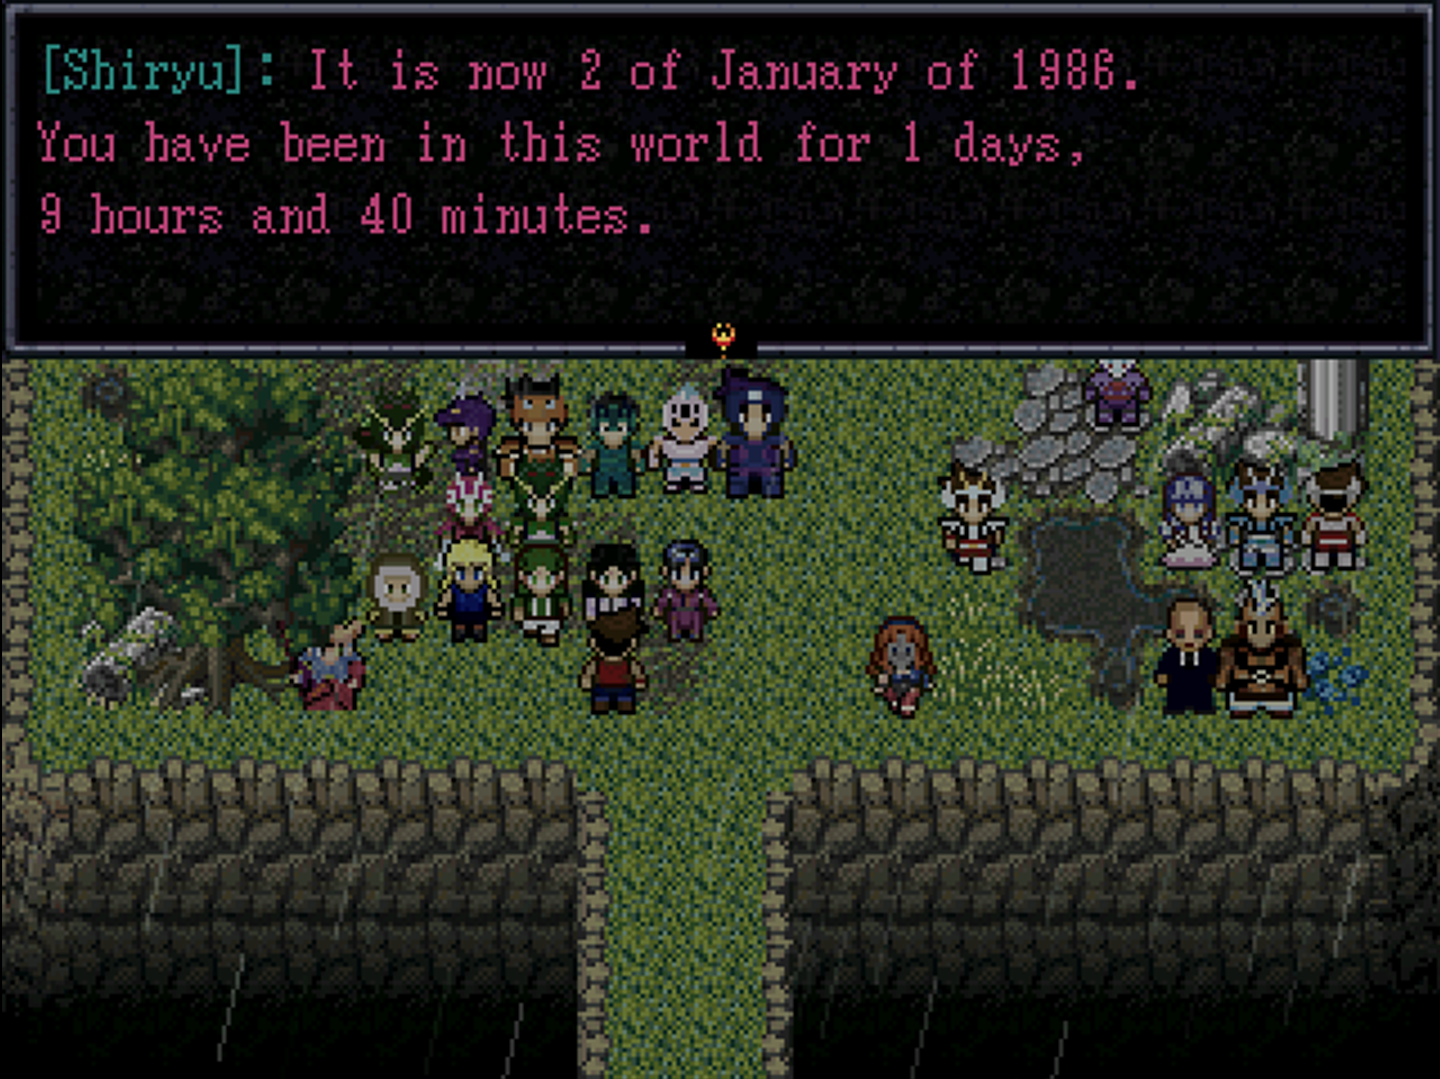 [Shiryu]: It is now 2 of January of 1986.
You have been in this world for 1 days,
9 hours and 40 minutes.